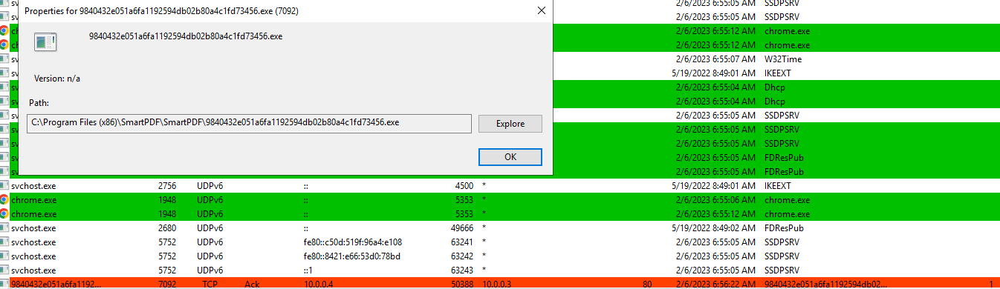 2/6/2023 6:55:05 AM SSDPSRV
Properties for 9840432e051a6fa1192594db02b80a4c1fd73456.exe (7092)
2/6/2023 6:55:05 AM SSDPSRV
9840432e051a6fa1192594db02b80a4c1fd73456.exe
2/6/2023 6:55:12 AM chrome.exe
2/6/2023 6:55:12 AM chrome.exe
2/6/2023 6:55:07 AM W32Time
Version: n/a
5/19/2022 8:49:01 AM IKEEXT
2/6/2023 6:55:04 AM Dhcp
Path:
2/6/2023 6:55:04 AM Dhcp
2/6/2023 6:55:05 AM SSDPSRV
C:\Program Files (x86)\SmartPDF\SmartPDF\9840432e051a6fa1192594db02b80a4c1fd73456.exe
Explore
2/6/2023 6:55:05 AM SSDPSRV
2/6/2023 6:55:05 AM SSDPSRV
OK
2/6/2023 6:55:05 AM FDResPub
2/6/2023 6:55:05 AM FDResPub
svchost.exe 2756 UDPv6 :: 4500 * 5/19/2022 8:49:01 AM IKEEXT
chrome.exe 1948 UDPv6 :: 5353 * 2/6/2023 6:55:06 AM chrome.exe
chrome.exe 1948 UDPv6 :: 5353 * 2/6/2023 6:55:12 AM chrome.exe
svchost.exe 2680 UDPv6 :: 49666 * 5/19/2022 8:49:02 AM FDResPub
svchost.exe 5752 UDPv6 fe80::c50d:519f:96a4:e108 63241 * 2/6/2023 6:55:05 AM SSDPSRV
svchost.exe 5752 UDPv6 fe80::8421:e66:53d0:78bd 63242 * 2/6/2023 6:55:05 AM SSDPSRV
svchost.exe 5752 UDPv6 ::1 63243 * 2/6/2023 6:55:05 AM SSDPSRV
9840432e051a6fa1192... 7092 TCP Ack 10.0.0.4 50388 10.0.0.3 80 2/6/2023 6:56:22 AM 9840432e051a6fa1192594db02... 1